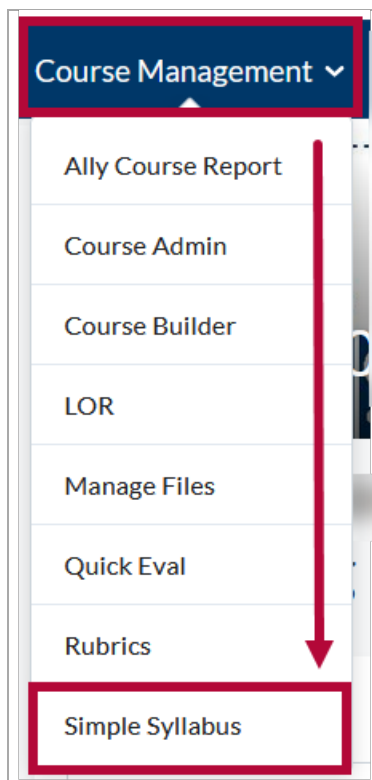 Course Management
Ally Course Report
Course Admin
Course Builder
LOR
Manage Files
Quick Eval
Rubrics
Simple Syllabus